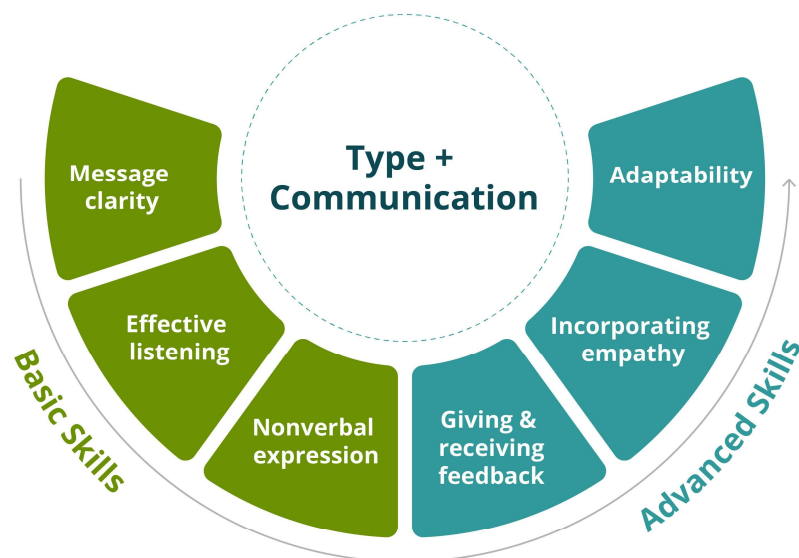 Type +
Communication
Message
clarity
Effective
listening
Nonverbal
expression
Giving &
receiving
feedback
Incorporating
empathy
Adaptability
Basic Skills
Advanced Skills